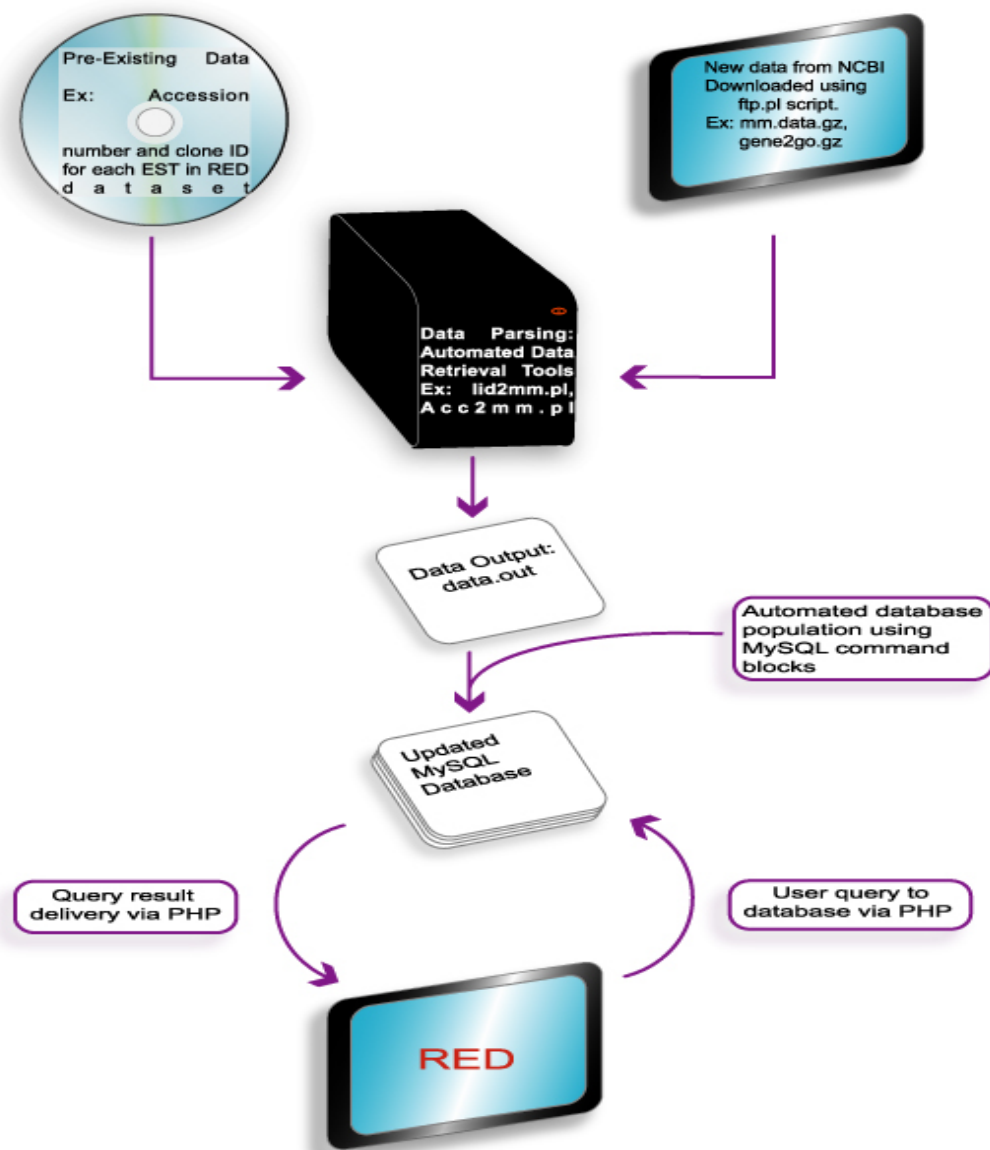 Pre-Existing Data
Ex: Accession
number and clone ID
for each EST in RED
dataset
New data from NCBI
Downloaded using
ftp.pl script.
Ex: mm.data.gz,
gene2go.gz
Data Parsing:
Automated Data
Retrieval Tools
Ex: lid2mm.pl,
Acc2mm.pl
Data Output:
data.out
Automated database
population using
MySQL command
blocks
Updated
MySQL
Database
Query result
delivery via PHP
User query to
database via PHP
RED